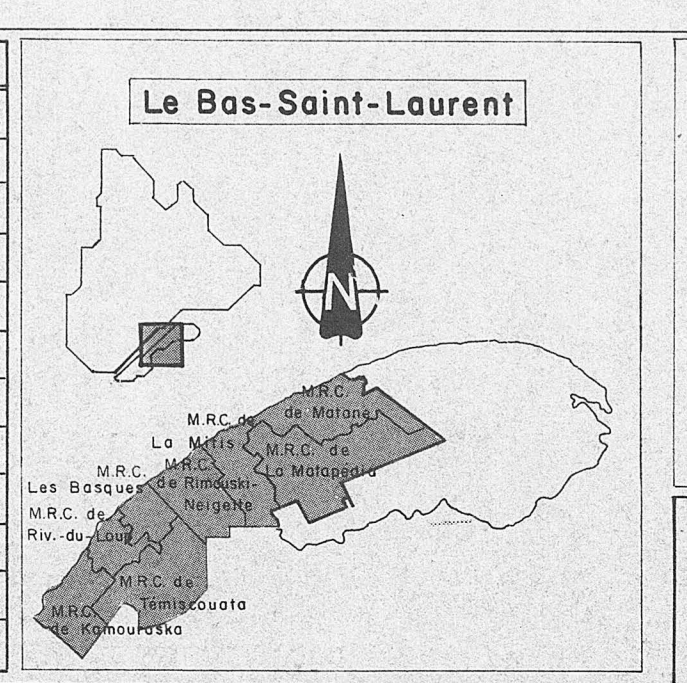 Le Bas-Saint-Laurent
N
M.R.C.
de Matane
M.R.C. de
La Mitis
M.R.C. de
La Matapédia
M.R.C.
Les Basques
M.R.C.
de Rimouski-
Neigette
M.R.C. de
Riv.-du-Loup
M.R.C. de
Témiscouata
M.R.C.
de Kamouraska